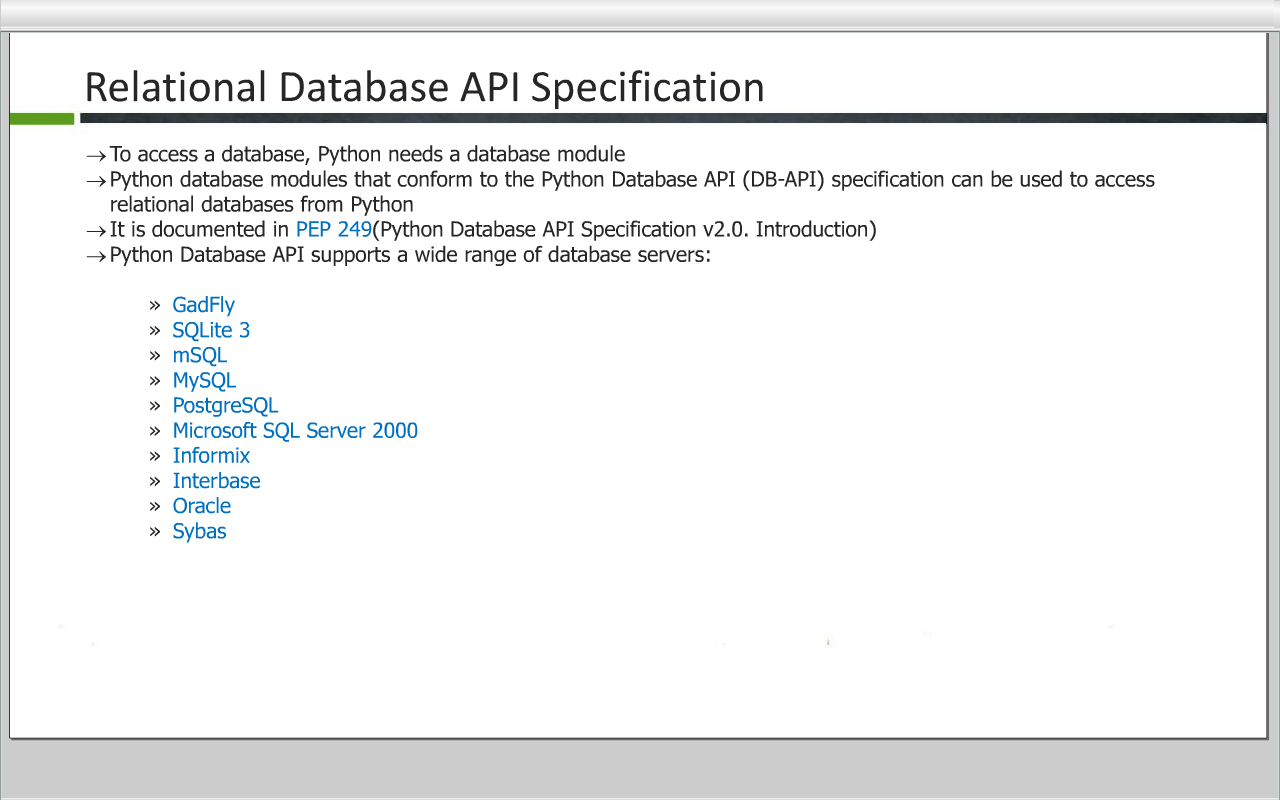 Relational Database API Specification
→To access a database, Python needs a database module
→Python database modules that conform to the Python Database API (DB-API) specification can be used to access
relational databases from Python
→It is documented in PEP 249(Python Database API Specification v2.0. Introduction)
→Python Database API supports a wide range of database servers:
» GadFly
» SQLite 3
» mSQL
» MySQL
» PostgreSQL
» Microsoft SQL Server 2000
» Informix
» Interbase
» Oracle
» Sybas